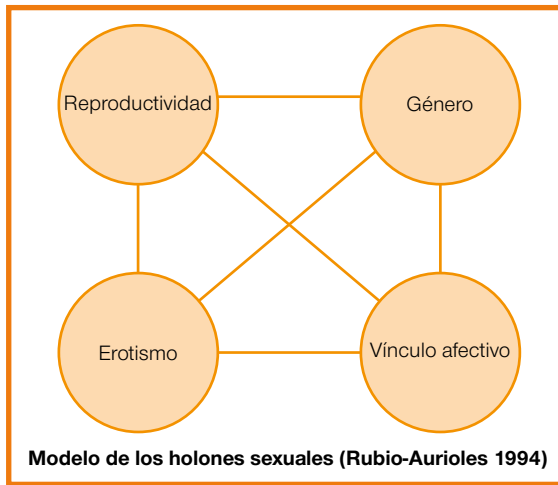 Reproductividad
Género
Erotismo
Vínculo afectivo
Modelo de los holones sexuales (Rubio-Aurioles 1994)